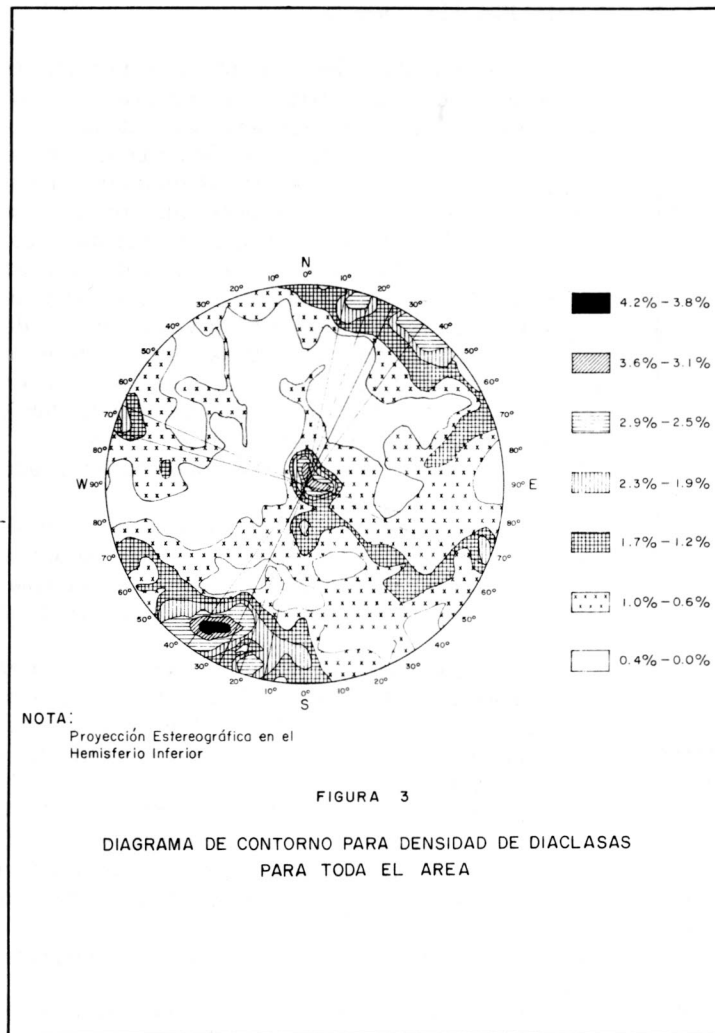 N
0°
10° 10°
20° 20°
30°
40°
50°
60° 60°
70° 70°
80° 80°
W 90° 90° E
80° 80°
70° 70°
60° 60°
50° 50°
40° 40°
30° 30°
20° 20°
10° 0° 10°
S
4.2% - 3.8%
3.6% - 3.1%
2.9% - 2.5%
2.3% - 1.9%
1.7% - 1.2%
1.0% - 0.6%
0.4% - 0.0%
NOTA:
Proyección Estereográfica en el
Hemisferio Inferior
FIGURA 3
DIAGRAMA DE CONTORNO PARA DENSIDAD DE DIACLASAS
PARA TODA EL AREA